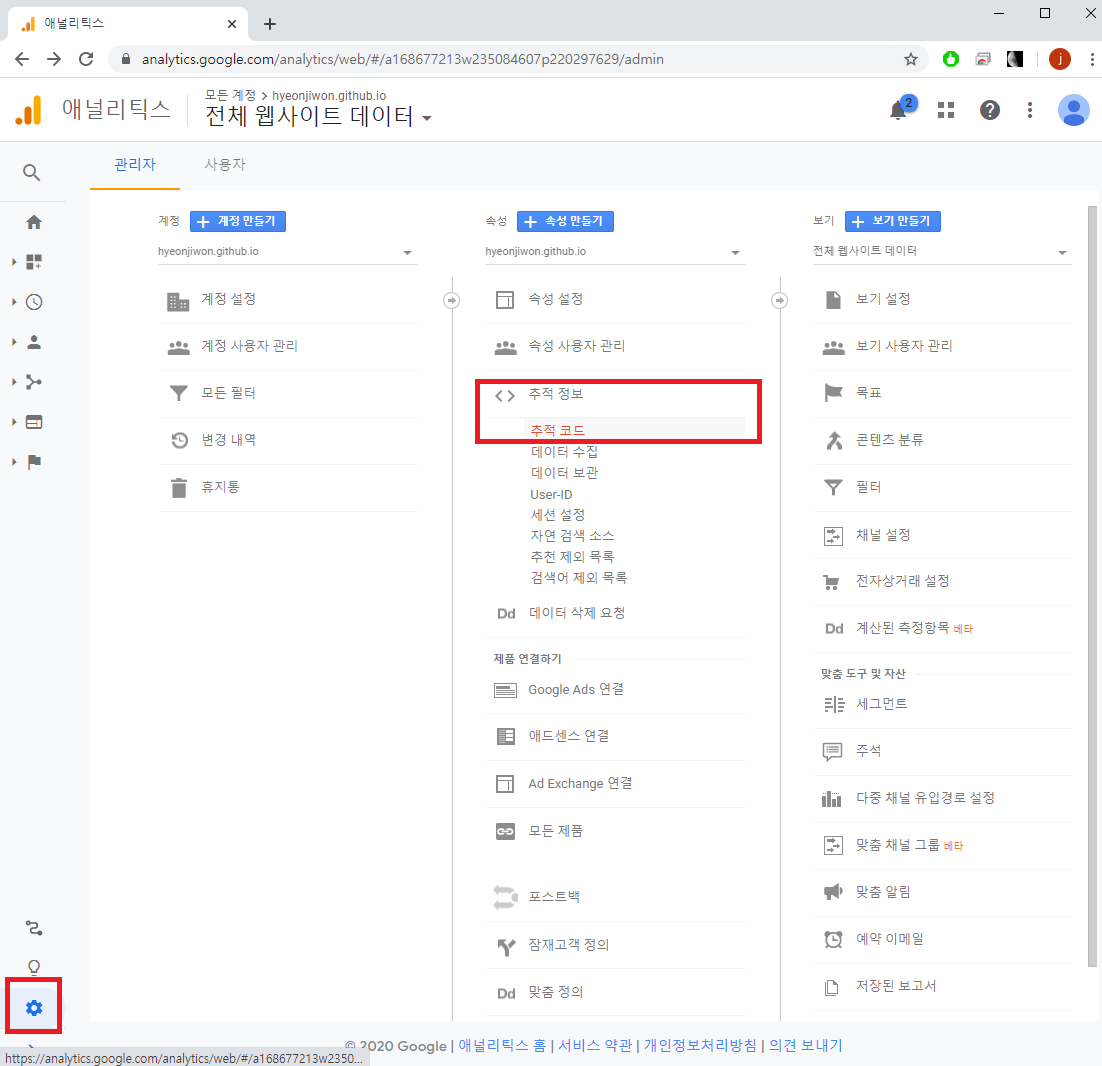 애널리틱스
analytics.google.com/analytics/web/#/a168677213w235084607p220297629/admin
j
애널리틱스
모든 계정 > hyeonjiwon.github.io
전체 웹사이트 데이터
2
관리자
사용자
계정
+ 계정 만들기
hyeonjiwon.github.io
계정 설정
계정 사용자 관리
모든 필터
변경 내역
휴지통
속성
+ 속성 만들기
hyeonjiwon.github.io
속성 설정
속성 사용자 관리
<> 추적 정보
추적 코드
데이터 수집
데이터 보관
User-ID
세션 설정
자연 검색 소스
추천 제외 목록
검색어 제외 목록
Dd 데이터 삭제 요청
제품 연결하기
Google Ads 연결
애드센스 연결
Ad Exchange 연결
모든 제품
포스트백
잠재고객 정의
Dd 맞춤 정의
보기
+ 보기 만들기
전체 웹사이트 데이터
보기 설정
보기 사용자 관리
목표
콘텐츠 분류
필터
채널 설정
전자상거래 설정
Dd 계산된 측정항목 베타
맞춤 도구 및 자산
세그먼트
주석
다중 채널 유입경로 설정
맞춤 채널 그룹 베타
맞춤 알림
예약 이메일
저장된 보고서
© 2020 Google | 애널리틱스 홈 | 서비스 약관 | 개인정보처리방침 | 의견 보내기
https://analytics.google.com/analytics/web/#/a168677213w2350...